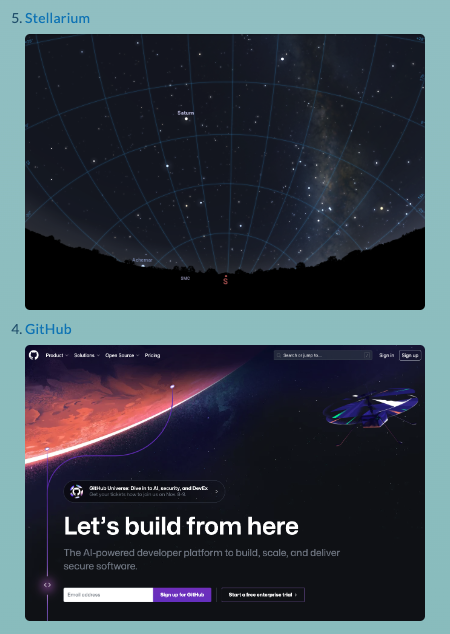 5. Stellarium
Saturn
Achernar
SMC
S
4. GitHub
Product Solutions Open Source Pricing Search or jump to... / Sign in Sign up
GitHub Universe: Dive in to AI, security, and DevEx
Get your tickets now to join us on Nov. 8-9.
Let's build from here
The AI-powered developer platform to build, scale, and deliver
secure software.
Email address Sign up for GitHub Start a free enterprise trial